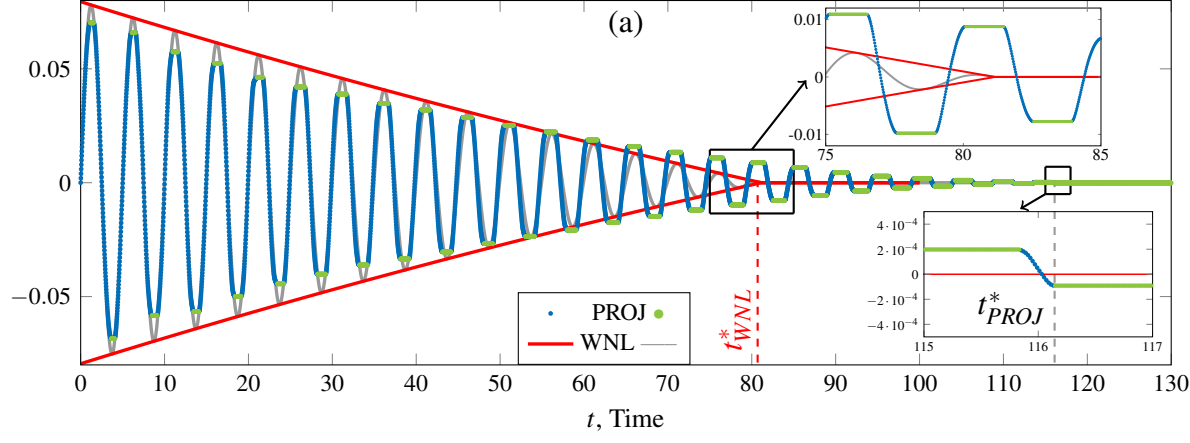 (a)
0.05
0
−0.05
0 10 20 30 40 50 60 70 80 90 100 110 120 130
t, Time
PROJ
WNL
t*WNL
0.01
0
-0.01
75 80 85
4·10⁻⁴
2·10⁻⁴
0
-2·10⁻⁴
-4·10⁻⁴
115 116 117
t*PROJ